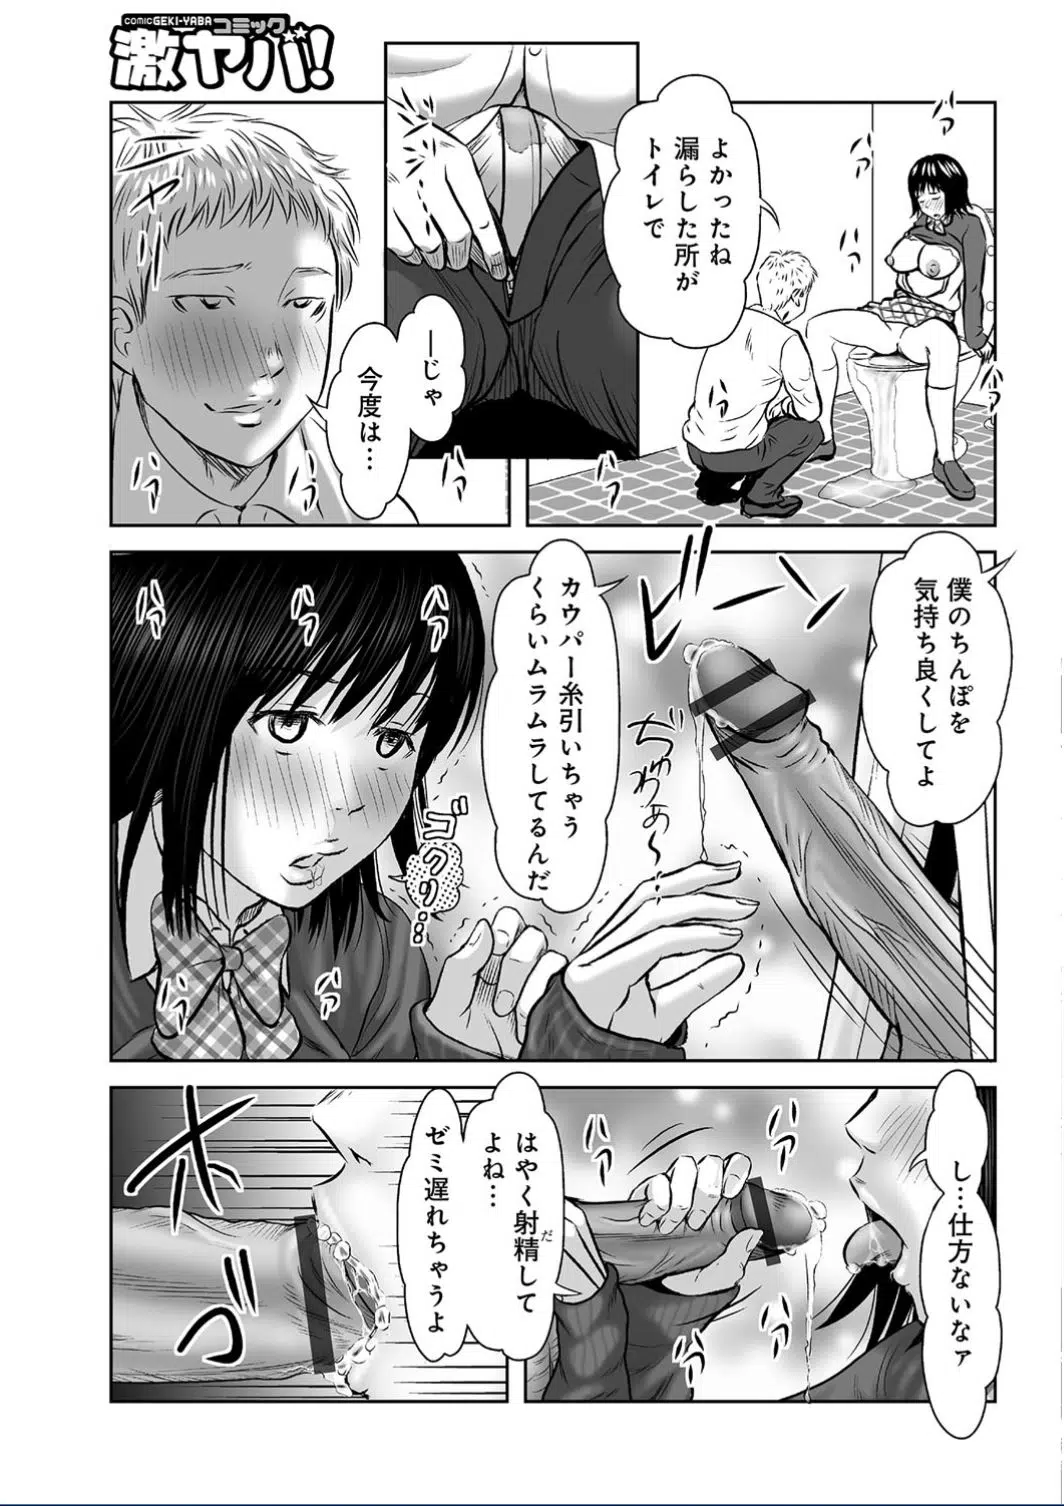 COMIC GEKI-YABA コミック
激ヤバ!
よかったね
漏らした所が
トイレで
ーじゃ
今度は…
僕のちんぽを
気持ち良くしてよ
カウパー糸引いちゃう
くらいムラムラしてるんだ
ビン
ぢゅわぁ〜
ゴクリ…
し…仕方ないなァ
はやく射精して
だ
よね…
ゼミ遅れちゃうよ